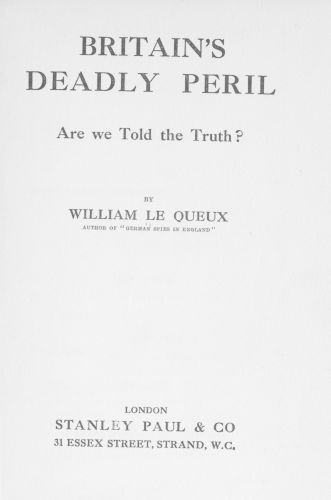 BRITAIN'S
DEADLY PERIL
Are we Told the Truth?
BY
WILLIAM LE QUEUX
AUTHOR OF "GERMAN SPIES IN ENGLAND"
LONDON
STANLEY PAUL & CO
31 ESSEX STREET, STRAND, W.C.